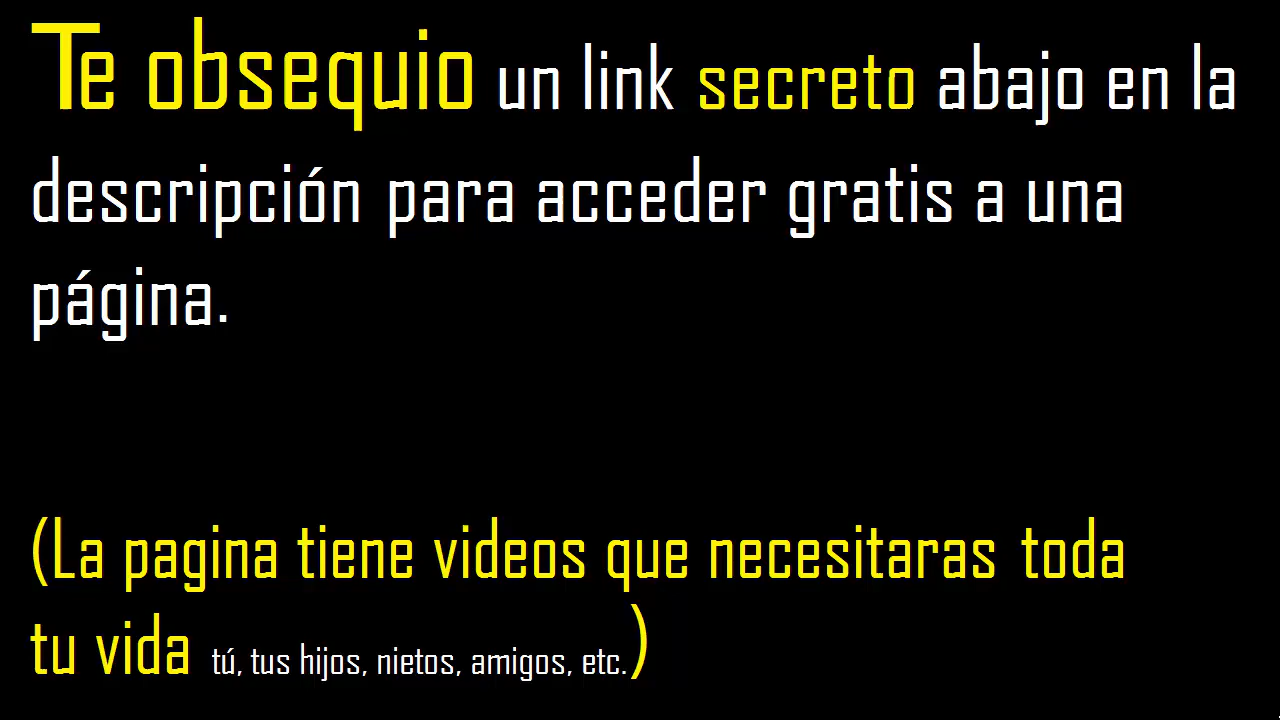 Te obsequio un link secreto abajo en la
descripción para acceder gratis a una
página.
(La pagina tiene videos que necesitaras toda
tu vida tú, tus hijos, nietos, amigos, etc.)